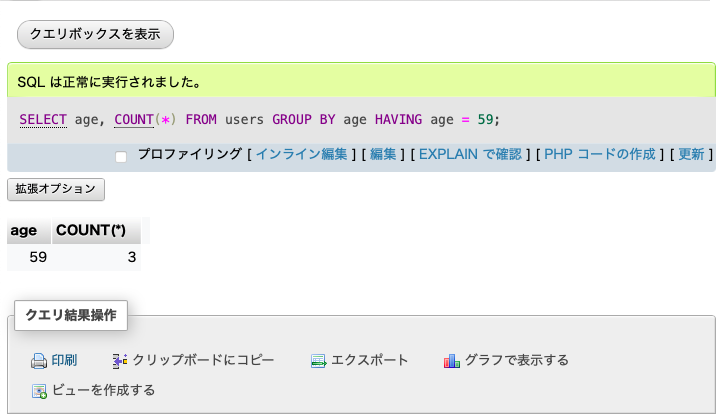 クエリボックスを表示
SQL は正常に実行されました。
SELECT age, COUNT(*) FROM users GROUP BY age HAVING age = 59;
プロファイリング [ インライン編集 ] [ 編集 ] [ EXPLAIN で確認 ] [ PHP コードの作成 ] [ 更新 ]
拡張オプション
age COUNT(*)
59 3
クエリ結果操作
印刷 クリップボードにコピー エクスポート グラフで表示する
ビューを作成する